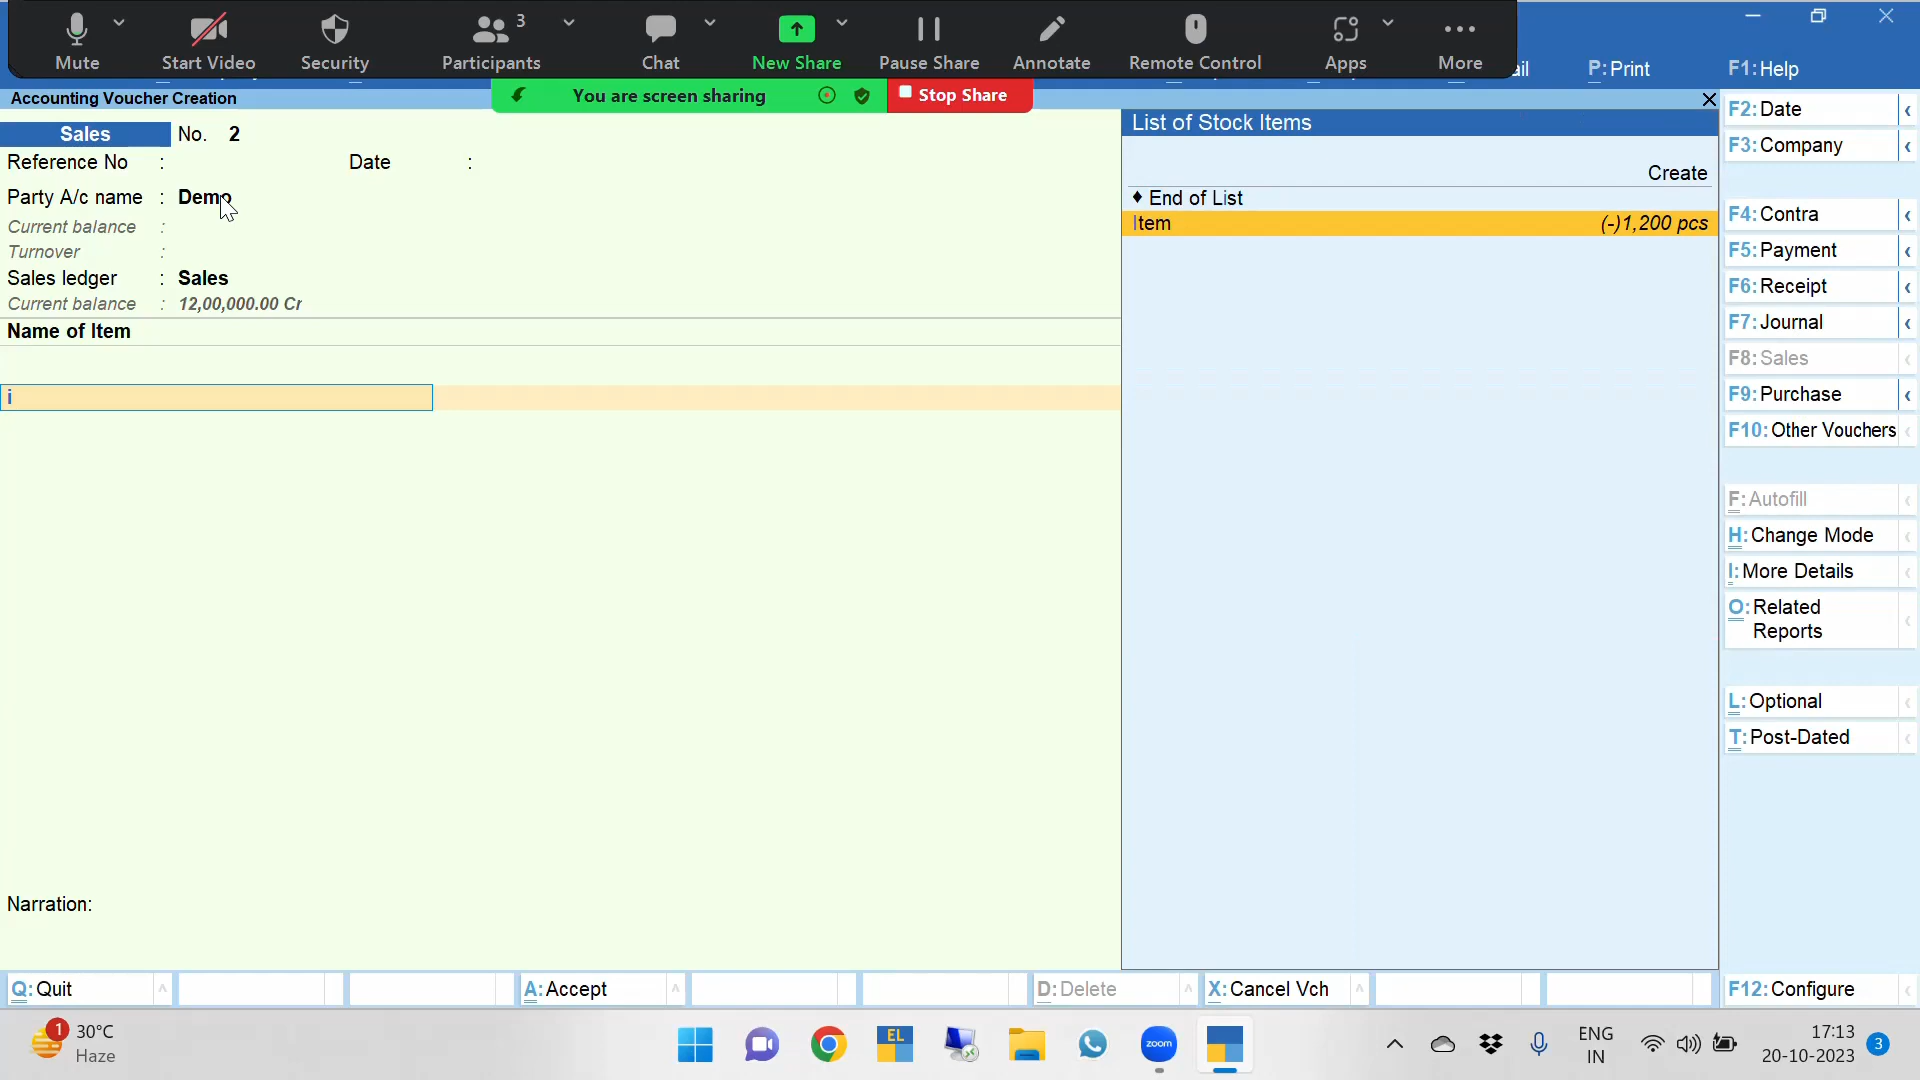 Mute
Start Video
Security
Participants 3
Chat
New Share
Pause Share
Annotate
Remote Control
Apps
More
P: Print
F1: Help
You are screen sharing
Stop Share
Accounting Voucher Creation
Sales No. 2
Reference No : Date :
Party A/c name : Demo
Current balance :
Turnover :
Sales ledger : Sales
Current balance : 12,00,000.00 Cr
Name of Item
i
Narration:
List of Stock Items
Create
♦ End of List
Item (-)1,200 pcs
F2: Date
F3: Company
F4: Contra
F5: Payment
F6: Receipt
F7: Journal
F8: Sales
F9: Purchase
F10: Other Vouchers
F: Autofill
H: Change Mode
I: More Details
O: Related
Reports
L: Optional
T: Post-Dated
Q: Quit
A: Accept
D: Delete
X: Cancel Vch
F12: Configure
1
30°C
Haze
EL
zoom
ENG
IN
17:13
20-10-2023
3